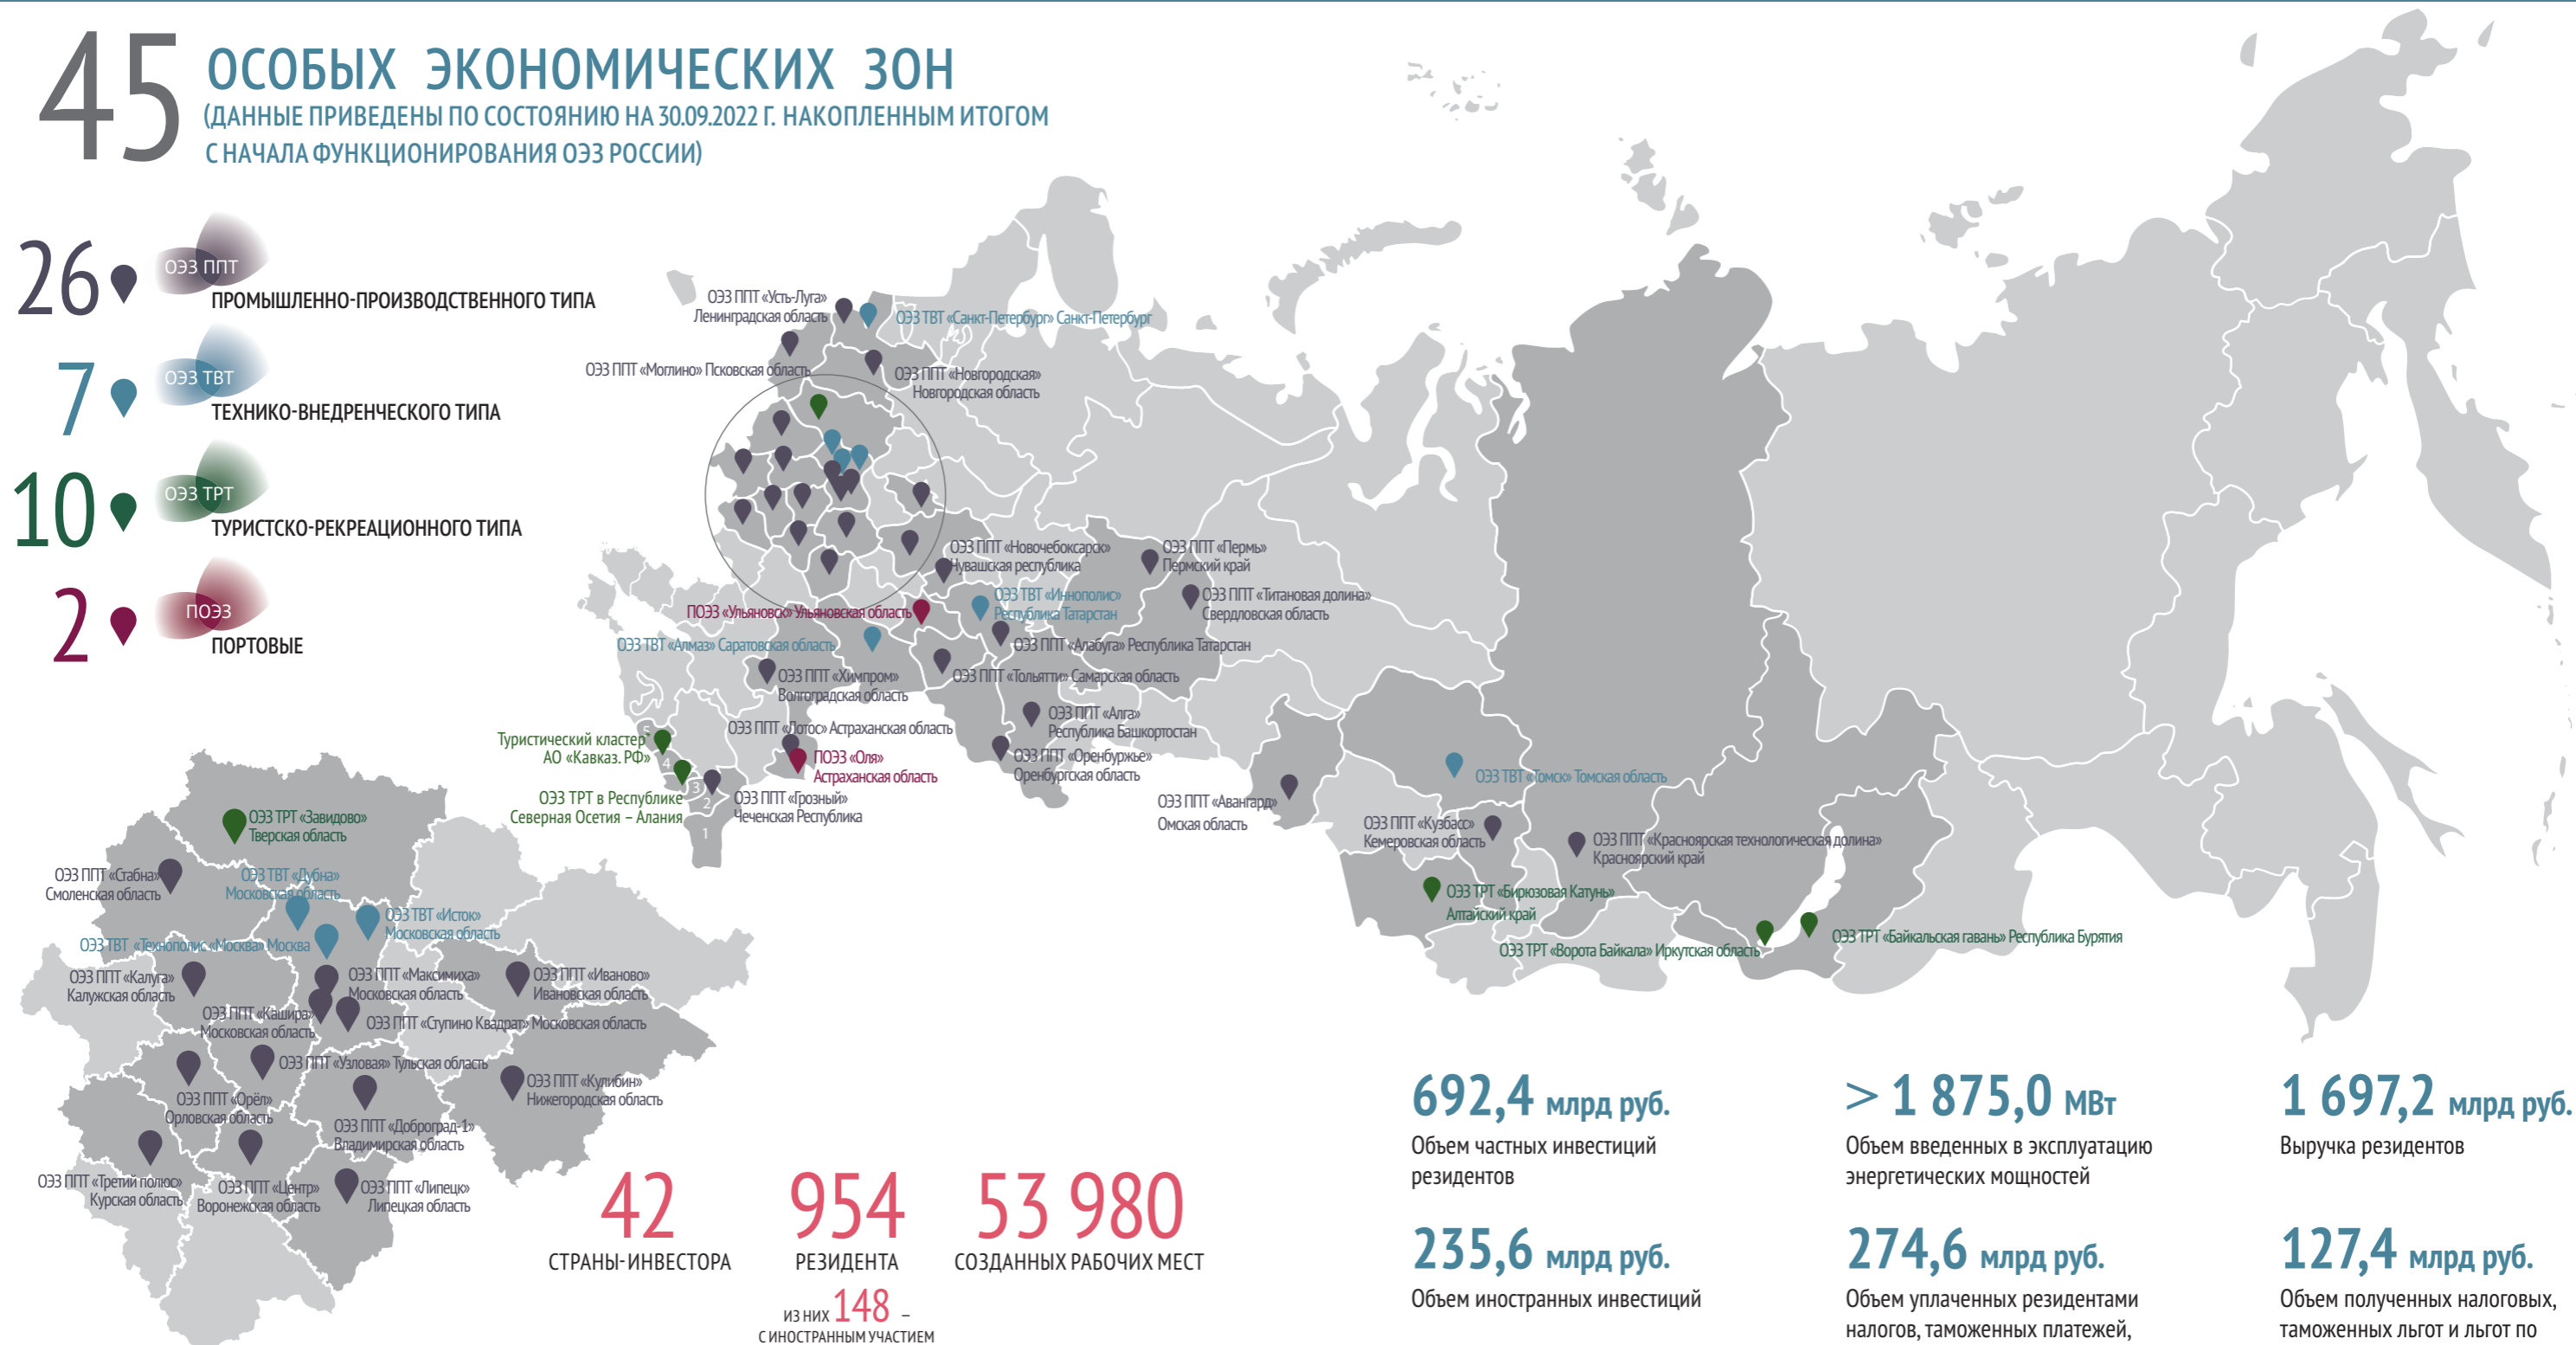 45 ОСОБЫХ ЭКОНОМИЧЕСКИХ ЗОН
(ДАННЫЕ ПРИВЕДЕНЫ ПО СОСТОЯНИЮ НА 30.09.2022 Г. НАКОПЛЕННЫМ ИТОГОМ
С НАЧАЛА ФУНКЦИОНИРОВАНИЯ ОЭЗ РОССИИ)
26
ОЭЗ ППТ
ПРОМЫШЛЕННО-ПРОИЗВОДСТВЕННОГО ТИПА
7
ОЭЗ ТВТ
ТЕХНИКО-ВНЕДРЕНЧЕСКОГО ТИПА
10
ОЭЗ ТРТ
ТУРИСТСКО-РЕКРЕАЦИОННОГО ТИПА
2
ПОЭЗ
ПОРТОВЫЕ
ОЭЗ ППТ «Усть-Луга»
Ленинградская область
ОЭЗ ТВТ «Санкт-Петербург» Санкт-Петербург
ОЭЗ ППТ «Моглино» Псковская область
ОЭЗ ППТ «Новгородская»
Новгородская область
ОЭЗ ППТ «Новочебоксарск»
Чувашская республика
ОЭЗ ППТ «Пермь»
Пермский край
ОЭЗ ТВТ «Иннополис»
Республика Татарстан
ОЭЗ ППТ «Титановая долина»
Свердловская область
ПОЭЗ «Ульяновск» Ульяновская область
ОЭЗ ТВТ «Алмаз» Саратовская область
ОЭЗ ППТ «Алабуга» Республика Татарстан
ОЭЗ ППТ «Химпром»
Волгоградская область
ОЭЗ ППТ «Тольятти» Самарская область
ОЭЗ ППТ «Алга»
Республика Башкортостан
ОЭЗ ППТ «Лотос» Астраханская область
ОЭЗ ППТ «Оренбуржье»
Оренбургская область
Туристический кластер*
АО «Кавказ. РФ»
ПОЭЗ «Оля»
Астраханская область
ОЭЗ ТРТ в Республике
Северная Осетия – Алания
ОЭЗ ППТ «Грозный»
Чеченская Республика
5
4
3
2
1
ОЭЗ ППТ «Авангард»
Омская область
ОЭЗ ТВТ «Томск» Томская область
ОЭЗ ППТ «Кузбасс»
Кемеровская область
ОЭЗ ППТ «Красноярская технологическая долина»
Красноярский край
ОЭЗ ТРТ «Бирюзовая Катунь»
Алтайский край
ОЭЗ ТРТ «Ворота Байкала» Иркутская область
ОЭЗ ТРТ «Байкальская гавань» Республика Бурятия
ОЭЗ ТРТ «Завидово»
Тверская область
ОЭЗ ППТ «Стабна»
Смоленская область
ОЭЗ ТВТ «Дубна»
Московская область
ОЭЗ ТВТ «Исток»
Московская область
ОЭЗ ТВТ «Технополис «Москва» Москва
ОЭЗ ППТ «Калуга»
Калужская область
ОЭЗ ППТ «Максимиха»
Московская область
ОЭЗ ППТ «Иваново»
Ивановская область
ОЭЗ ППТ «Кашира»
Московская область
ОЭЗ ППТ «Ступино Квадрат» Московская область
ОЭЗ ППТ «Узловая» Тульская область
ОЭЗ ППТ «Орёл»
Орловская область
ОЭЗ ППТ «Кулибин»
Нижегородская область
ОЭЗ ППТ «Доброград-1»
Владимирская область
ОЭЗ ППТ «Третий полюс»
Курская область
ОЭЗ ППТ «Центр»
Воронежская область
ОЭЗ ППТ «Липецк»
Липецкая область
42
СТРАНЫ-ИНВЕСТОРА
954
РЕЗИДЕНТА
ИЗ НИХ 148 –
С ИНОСТРАННЫМ УЧАСТИЕМ
53 980
СОЗДАННЫХ РАБОЧИХ МЕСТ
692,4 млрд руб.
Объем частных инвестиций
резидентов
> 1 875,0 МВт
Объем введенных в эксплуатацию
энергетических мощностей
1 697,2 млрд руб.
Выручка резидентов
235,6 млрд руб.
Объем иностранных инвестиций
274,6 млрд руб.
Объем уплаченных резидентами
налогов, таможенных платежей,
127,4 млрд руб.
Объем полученных налоговых,
таможенных льгот и льгот по